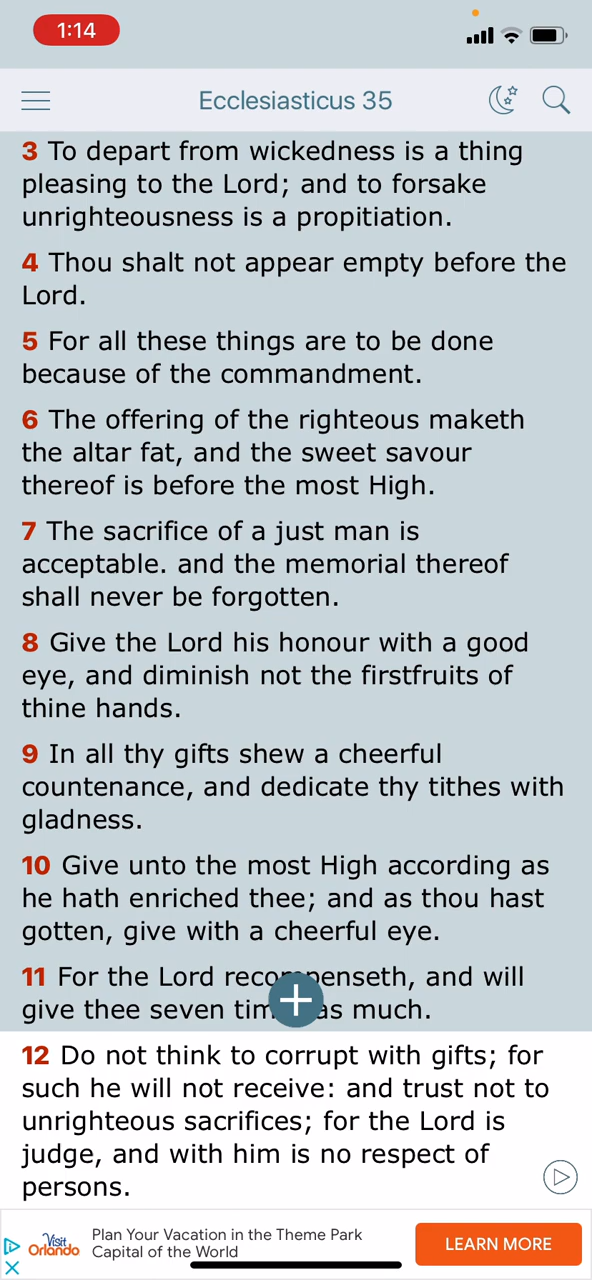 1:14
Ecclesiasticus 35
3 To depart from wickedness is a thing
pleasing to the Lord; and to forsake
unrighteousness is a propitiation.
4 Thou shalt not appear empty before the
Lord.
5 For all these things are to be done
because of the commandment.
6 The offering of the righteous maketh
the altar fat, and the sweet savour
thereof is before the most High.
7 The sacrifice of a just man is
acceptable. and the memorial thereof
shall never be forgotten.
8 Give the Lord his honour with a good
eye, and diminish not the firstfruits of
thine hands.
9 In all thy gifts shew a cheerful
countenance, and dedicate thy tithes with
gladness.
10 Give unto the most High according as
he hath enriched thee; and as thou hast
gotten, give with a cheerful eye.
11 For the Lord recompenseth, and will
give thee seven times as much.
12 Do not think to corrupt with gifts; for
such he will not receive: and trust not to
unrighteous sacrifices; for the Lord is
judge, and with him is no respect of
persons.
Visit
Orlando
Plan Your Vacation in the Theme Park
Capital of the World
LEARN MORE